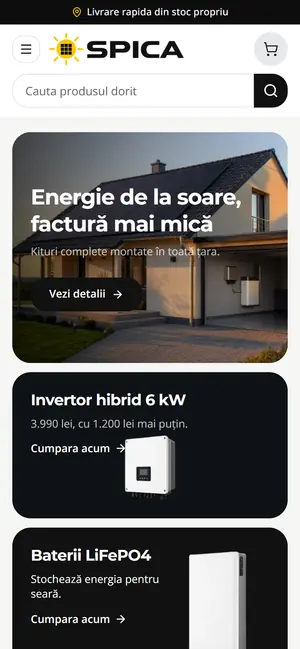 Livrare rapida din stoc propriu
SPICA
Cauta produsul dorit
Energie de la soare,
factură mai mică
Kituri complete montate în toată țara.
Vezi detalii
Invertor hibrid 6 kW
3.990 lei, cu 1.200 lei mai puțin.
Cumpara acum
Baterii LiFePO4
Stochează energia pentru
seară.
Cumpara acum